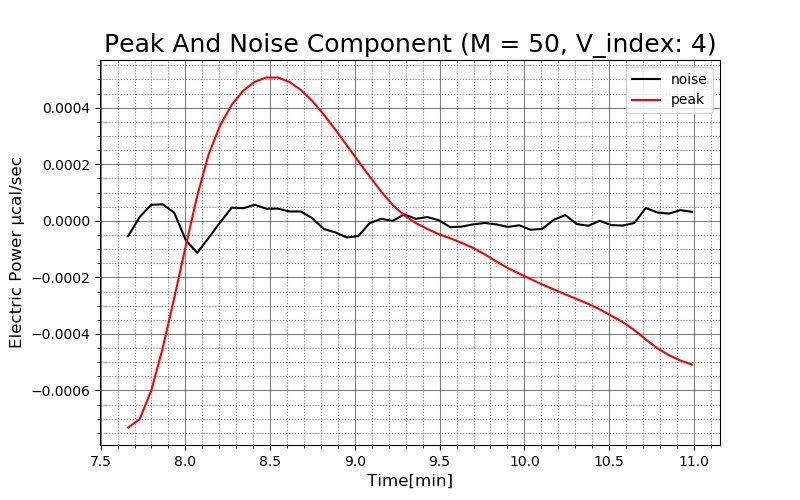 Peak And Noise Component (M = 50, V_index: 4)
noise
peak
0.0004
0.0002
0.0000
−0.0002
−0.0004
−0.0006
Electric Power μcal/sec
7.5 8.0 8.5 9.0 9.5 10.0 10.5 11.0
Time[min]